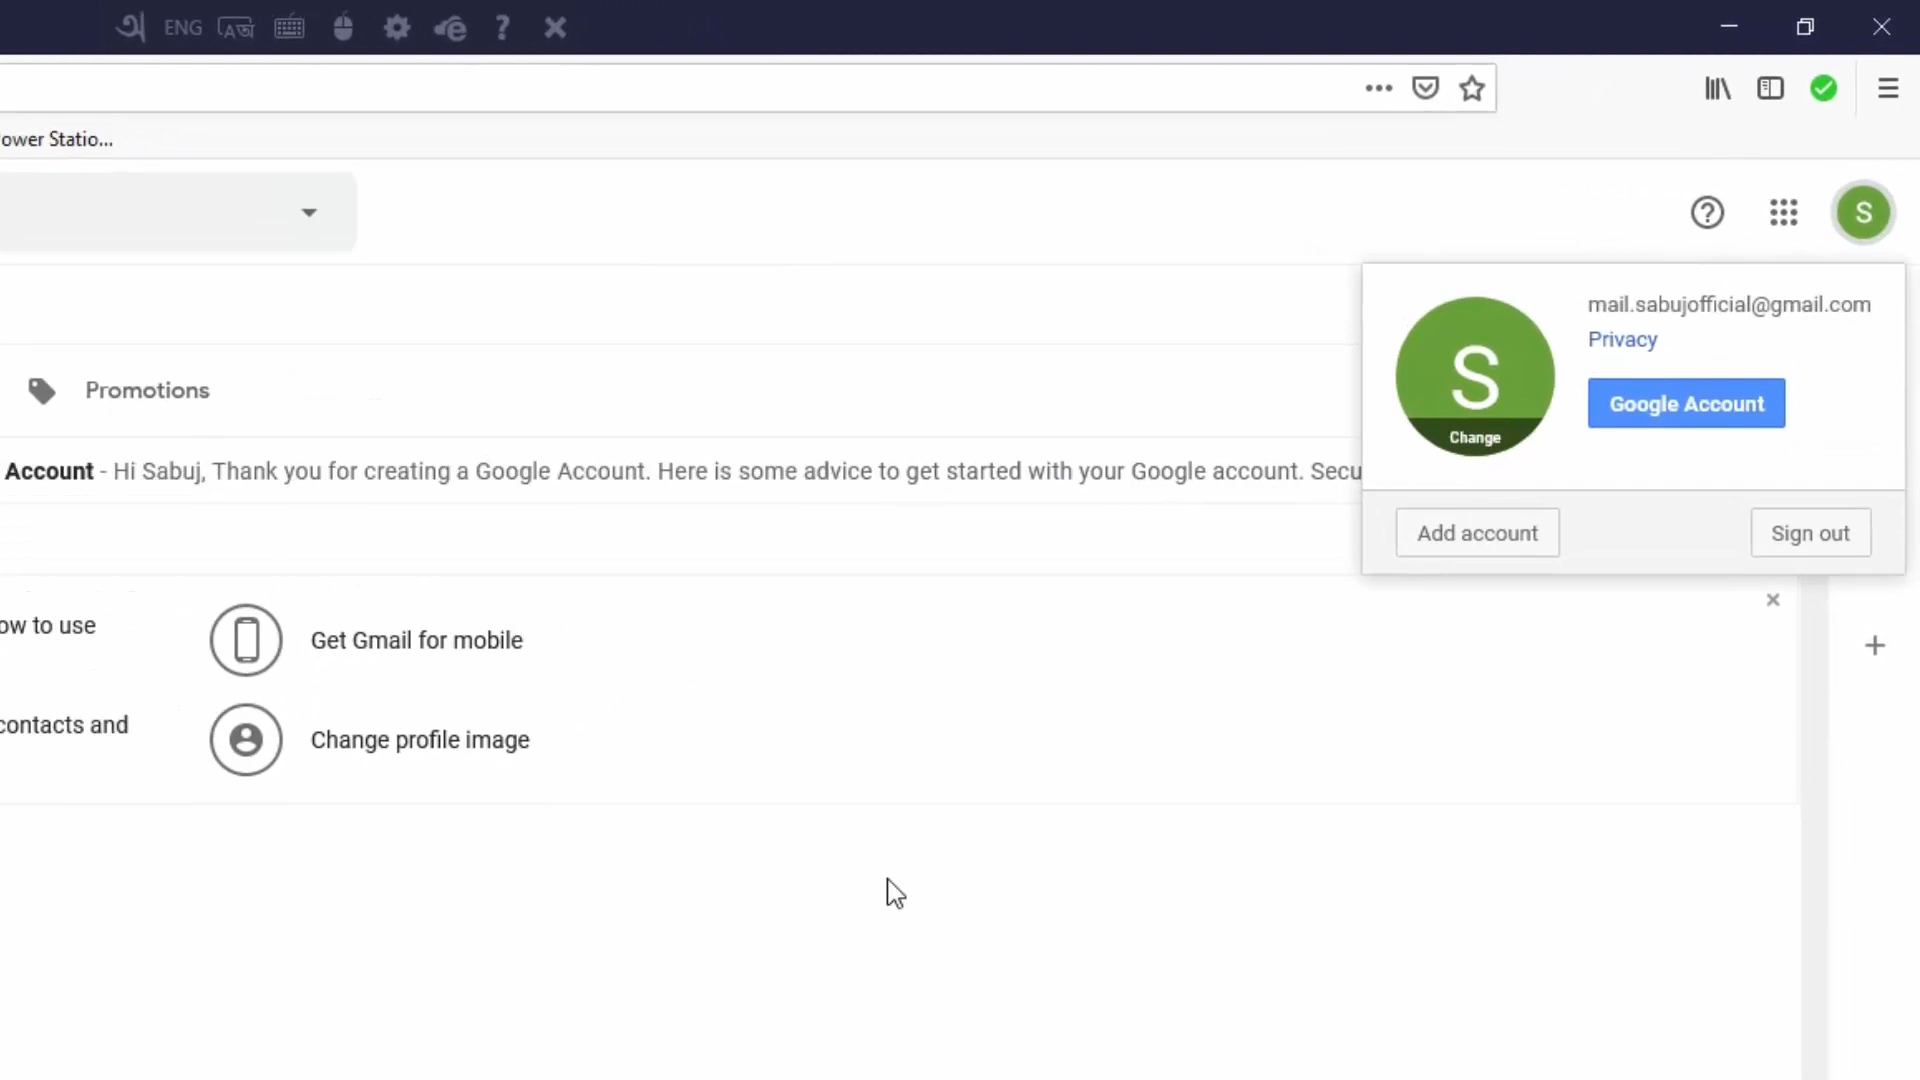 অ ENG Aঅ
ower Statio...
S
mail.sabujofficial@gmail.com
Privacy
S
Change
Google Account
Promotions
Account - Hi Sabuj, Thank you for creating a Google Account. Here is some advice to get started with your Google account. Secu
Add account
Sign out
ow to use
Get Gmail for mobile
contacts and
Change profile image